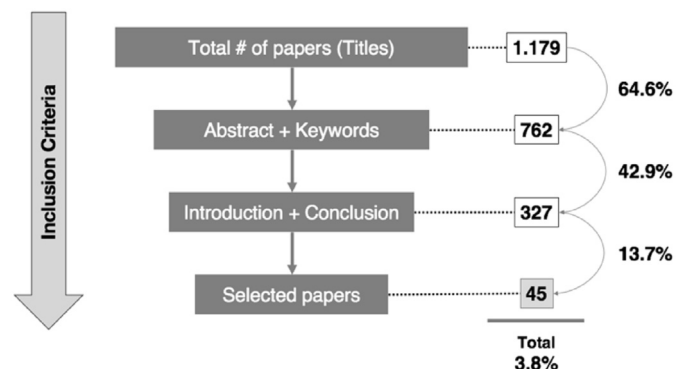 Inclusion Criteria
Total # of papers (Titles)
1.179
64.6%
Abstract + Keywords
762
42.9%
Introduction + Conclusion
327
13.7%
Selected papers
45
Total
3.8%